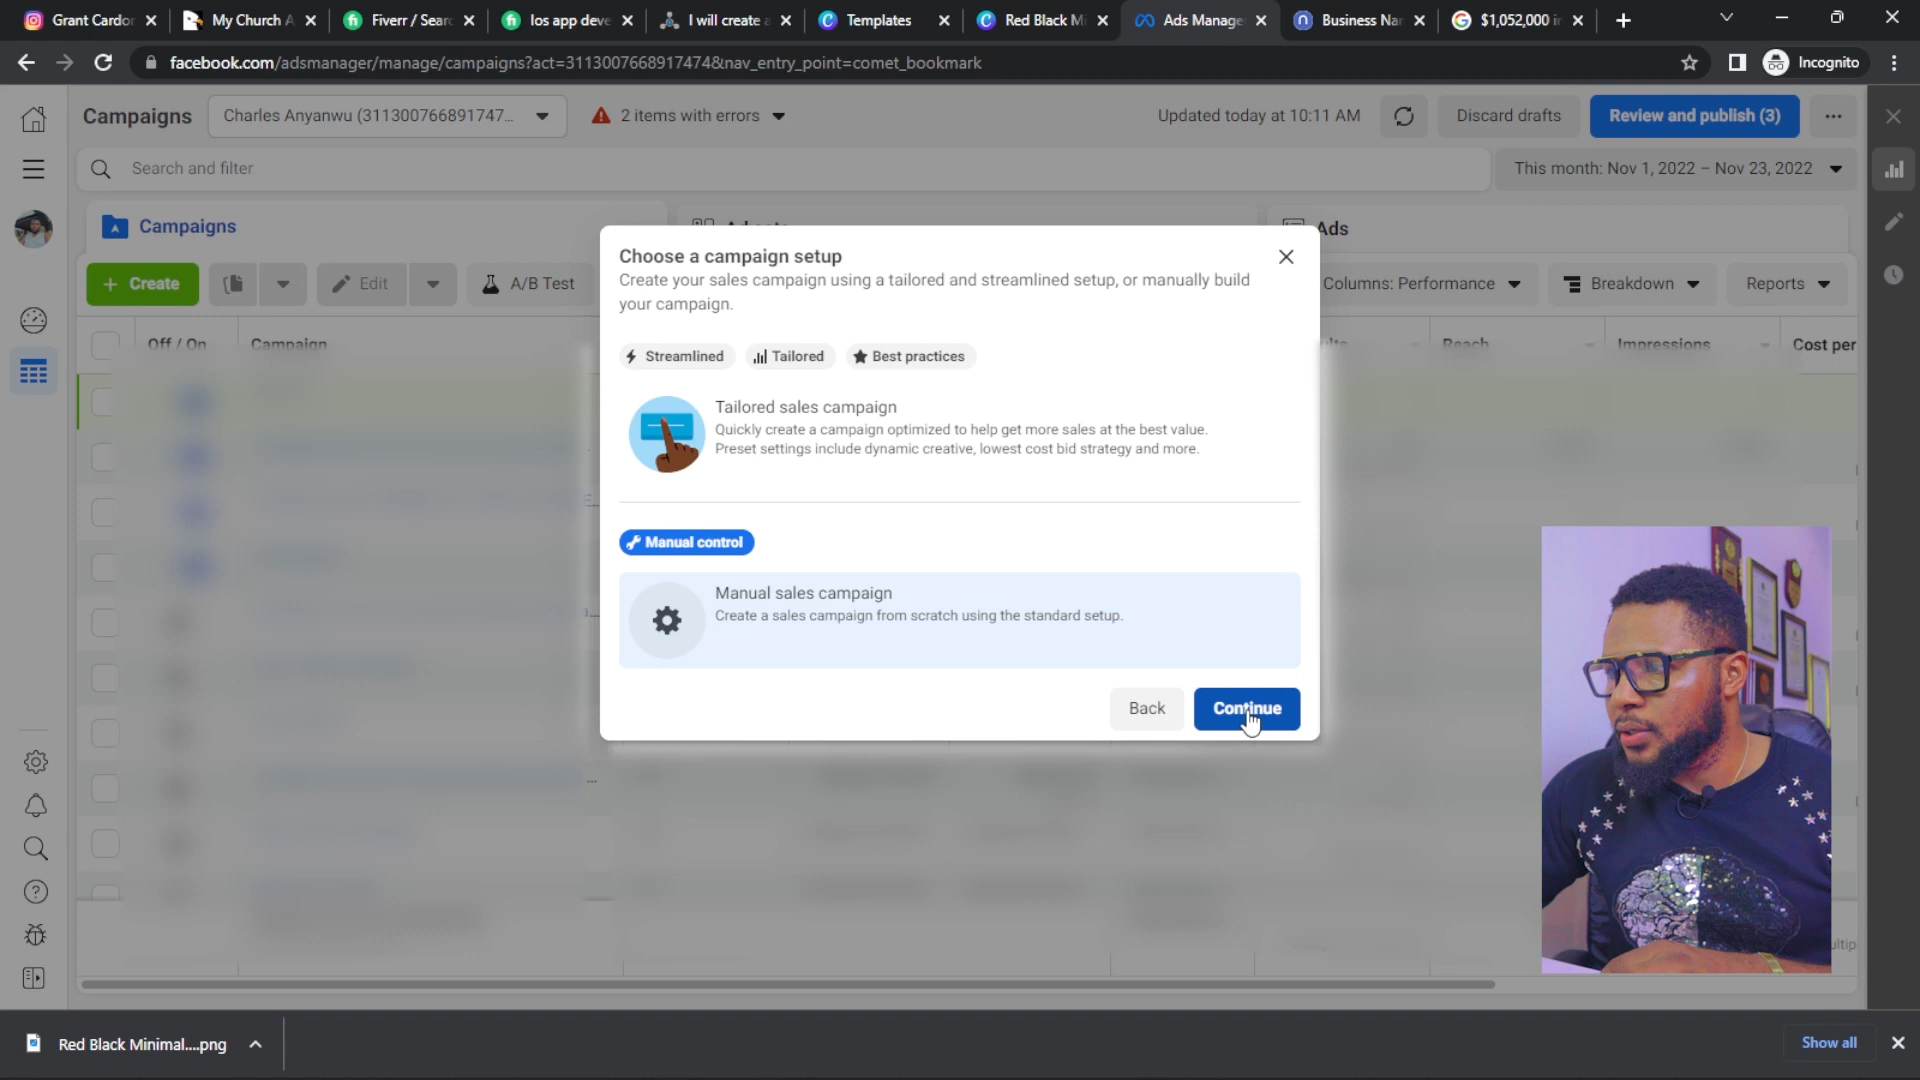 Grant Cardon
My Church A
Fiverr / Searc
Ios app deve
I will create a
Templates
Red Black Mi
Ads Manage
Business Nar
$1,052,000 in
facebook.com/adsmanager/manage/campaigns?act=3113007668917474&nav_entry_point=comet_bookmark
Incognito
Campaigns
Charles Anyanwu (311300766891747...
2 items with errors
Updated today at 10:11 AM
Discard drafts
Review and publish (3)
Search and filter
This month: Nov 1, 2022 – Nov 23, 2022
Campaigns
Ads
+ Create
Edit
A/B Test
Columns: Performance
Breakdown
Reports
Off / On
Campaign
Reach
Impressions
Cost per
Choose a campaign setup
Create your sales campaign using a tailored and streamlined setup, or manually build
your campaign.
Streamlined
Tailored
Best practices
Tailored sales campaign
Quickly create a campaign optimized to help get more sales at the best value.
Preset settings include dynamic creative, lowest cost bid strategy and more.
Manual control
Manual sales campaign
Create a sales campaign from scratch using the standard setup.
Back
Continue
Red Black Minimal....png
Show all